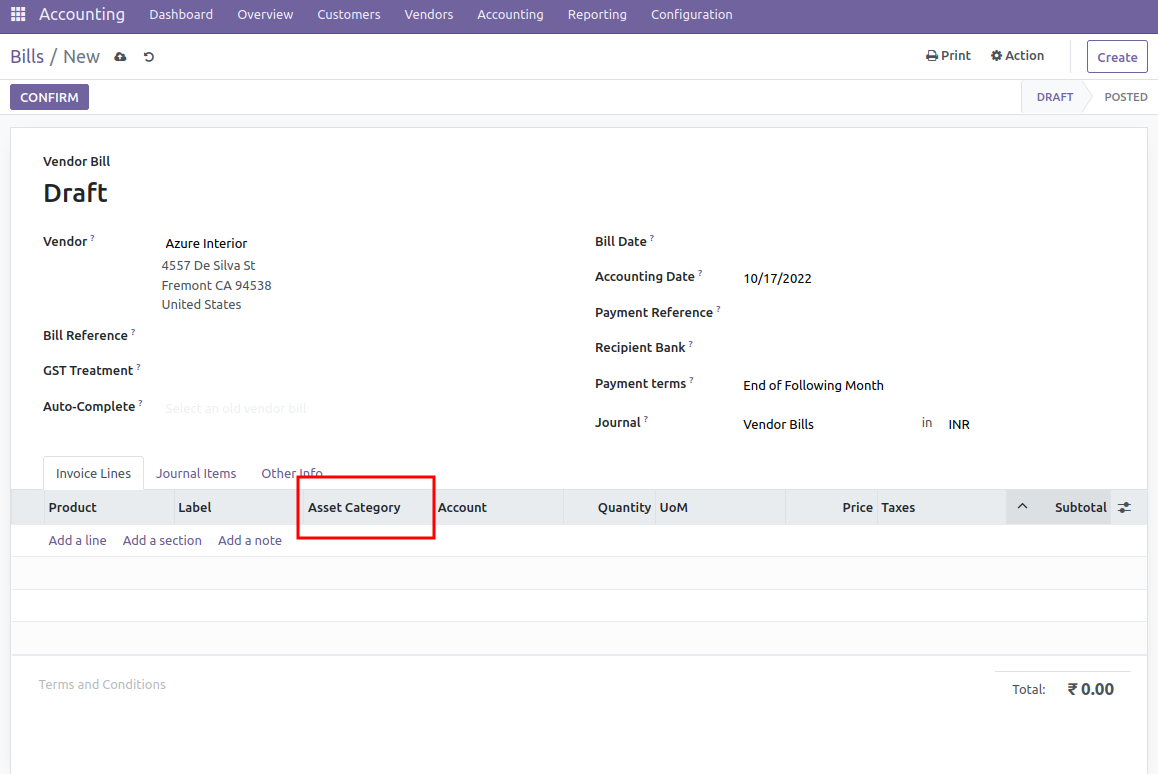 Accounting Dashboard Overview Customers Vendors Accounting Reporting Configuration
Bills / New Print Action Create
CONFIRM DRAFT POSTED
Vendor Bill
Draft
Vendor ? Azure Interior
4557 De Silva St
Fremont CA 94538
United States
Bill Reference ?
GST Treatment ?
Auto-Complete ? Select an old vendor bill
Bill Date ?
Accounting Date ? 10/17/2022
Payment Reference ?
Recipient Bank ?
Payment terms ? End of Following Month
Journal ? Vendor Bills in INR
Invoice Lines Journal Items Other Info
Product Label Asset Category Account Quantity UoM Price Taxes Subtotal
Add a line Add a section Add a note
Terms and Conditions
Total: ₹ 0.00